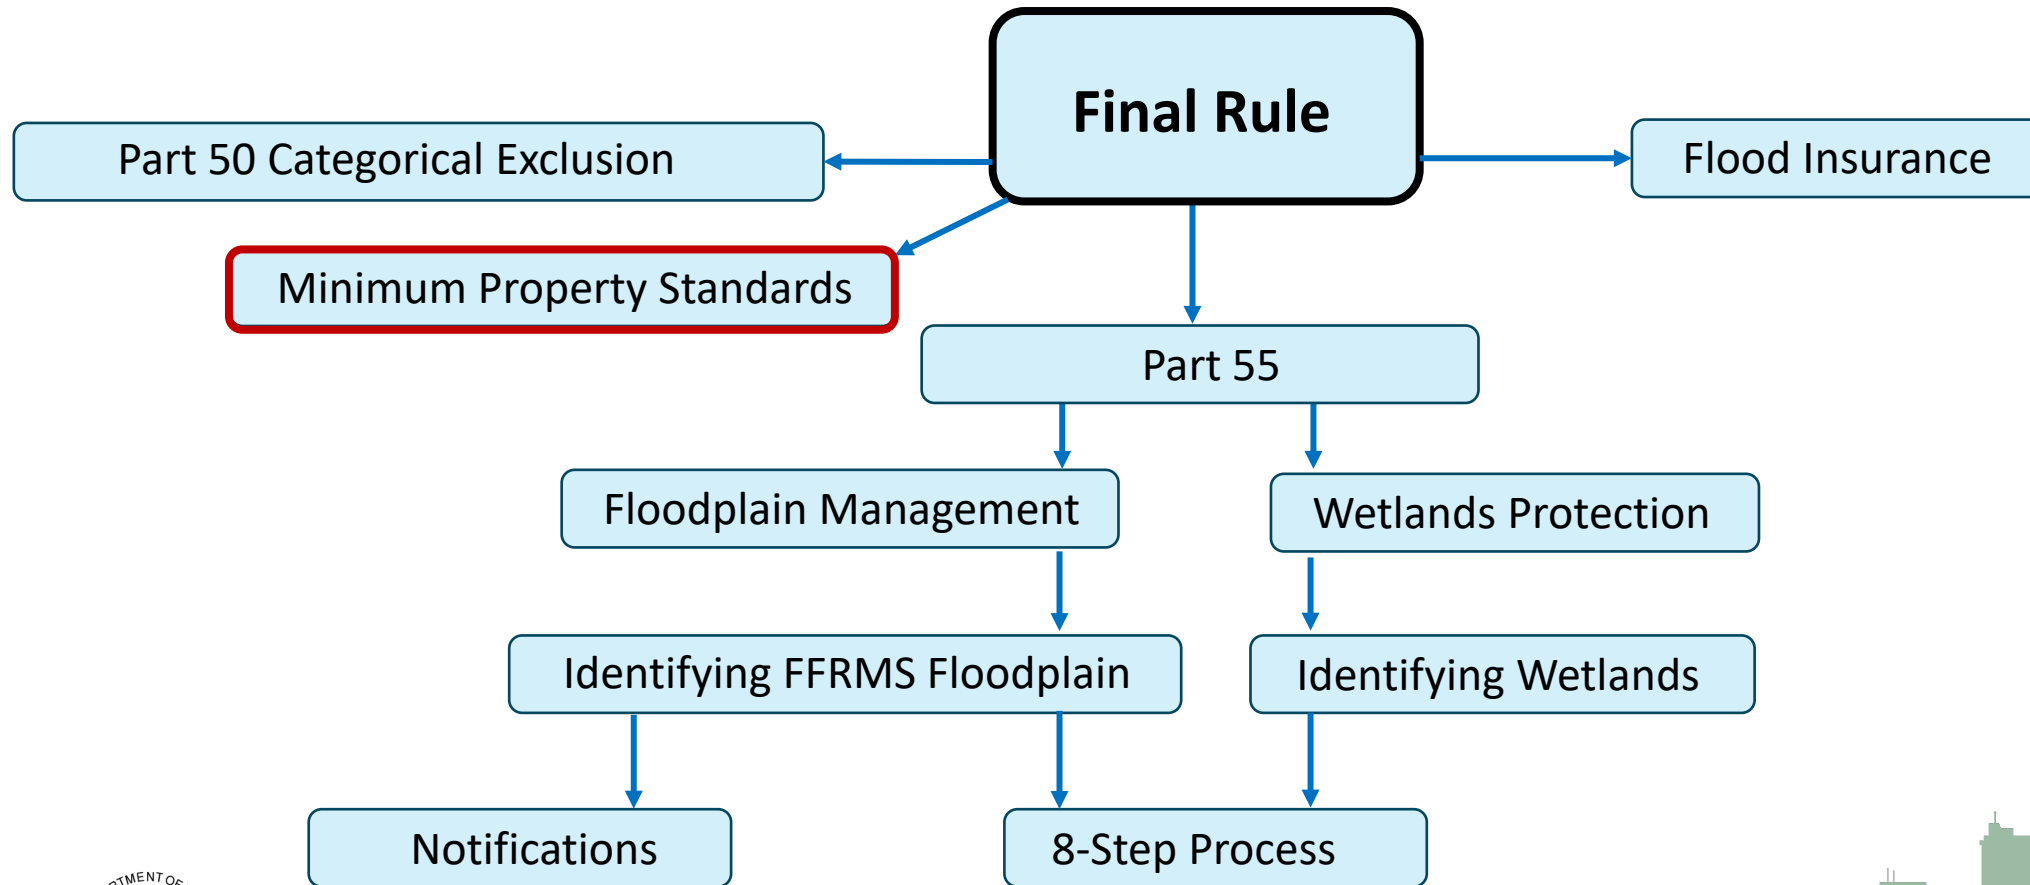 Final Rule
Part 50 Categorical Exclusion
Flood Insurance
Minimum Property Standards
Part 55
Floodplain Management
Wetlands Protection
Identifying FFRMS Floodplain
Identifying Wetlands
Notifications
8-Step Process